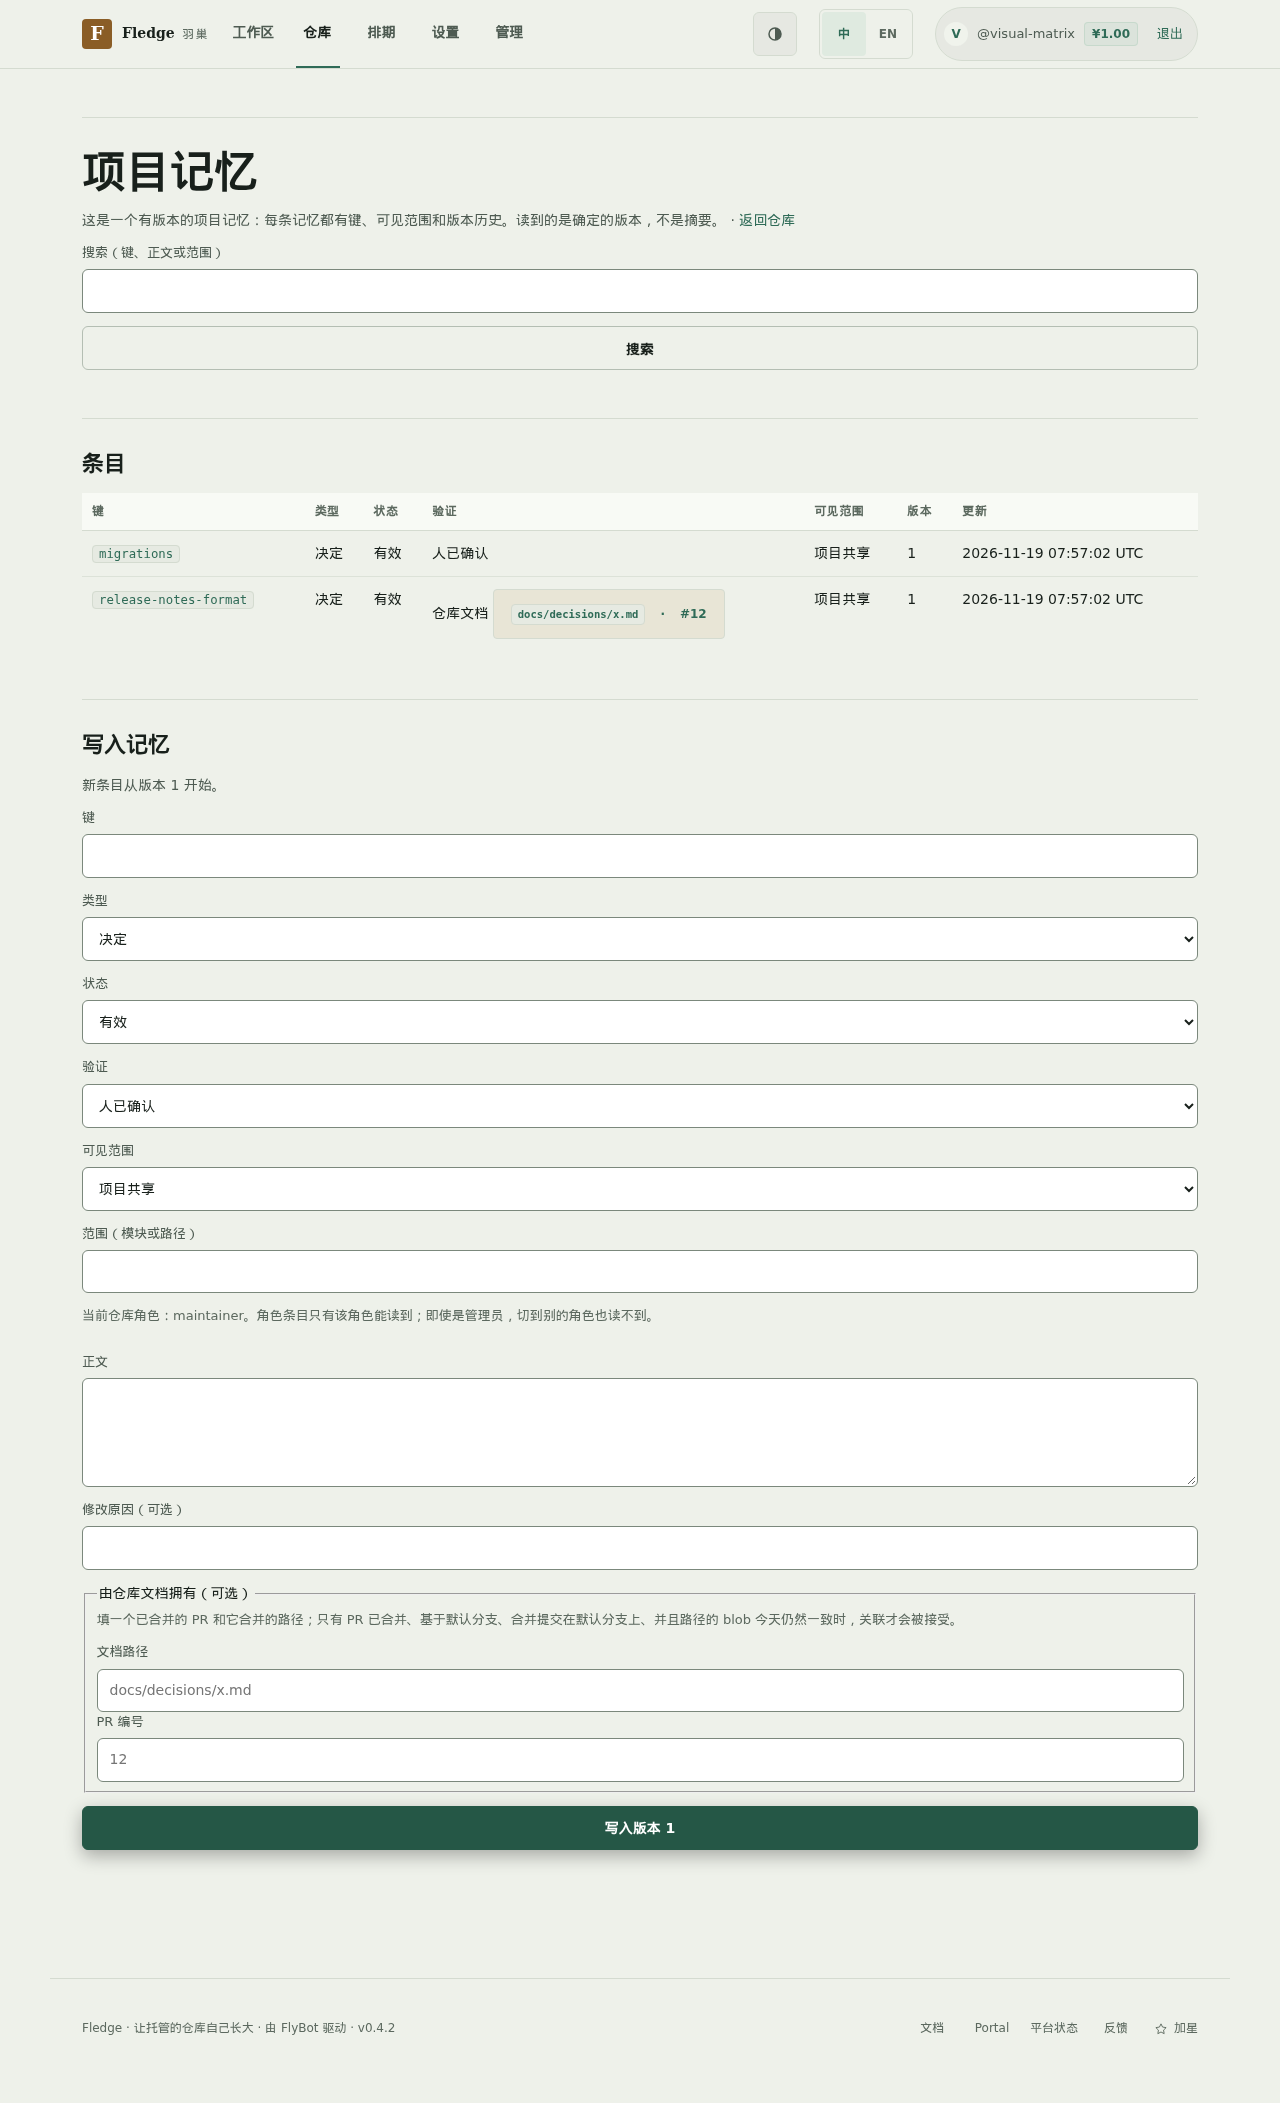 F Fledge 羽巢 工作区 仓库 排期 设置 管理 中 EN V @visual-matrix ¥1.00 退出
项目记忆
这是一个有版本的项目记忆：每条记忆都有键、可见范围和版本历史。读到的是确定的版本，不是摘要。 · 返回仓库
搜索（键、正文或范围）
搜索
条目
键 类型 状态 验证 可见范围 版本 更新
migrations 决定 有效 人已确认 项目共享 1 2026-11-19 07:57:02 UTC
release-notes-format 决定 有效 仓库文档 docs/decisions/x.md · #12 项目共享 1 2026-11-19 07:57:02 UTC
写入记忆
新条目从版本 1 开始。
键
类型
决定
状态
有效
验证
人已确认
可见范围
项目共享
范围（模块或路径）
当前仓库角色：maintainer。角色条目只有该角色能读到；即使是管理员，切到别的角色也读不到。
正文
修改原因（可选）
由仓库文档拥有（可选）
填一个已合并的 PR 和它合并的路径；只有 PR 已合并、基于默认分支、合并提交在默认分支上、并且路径的 blob 今天仍然一致时，关联才会被接受。
文档路径
docs/decisions/x.md
PR 编号
12
写入版本 1
Fledge · 让托管的仓库自己长大 · 由 FlyBot 驱动 · v0.4.2 文档 Portal 平台状态 反馈 加星